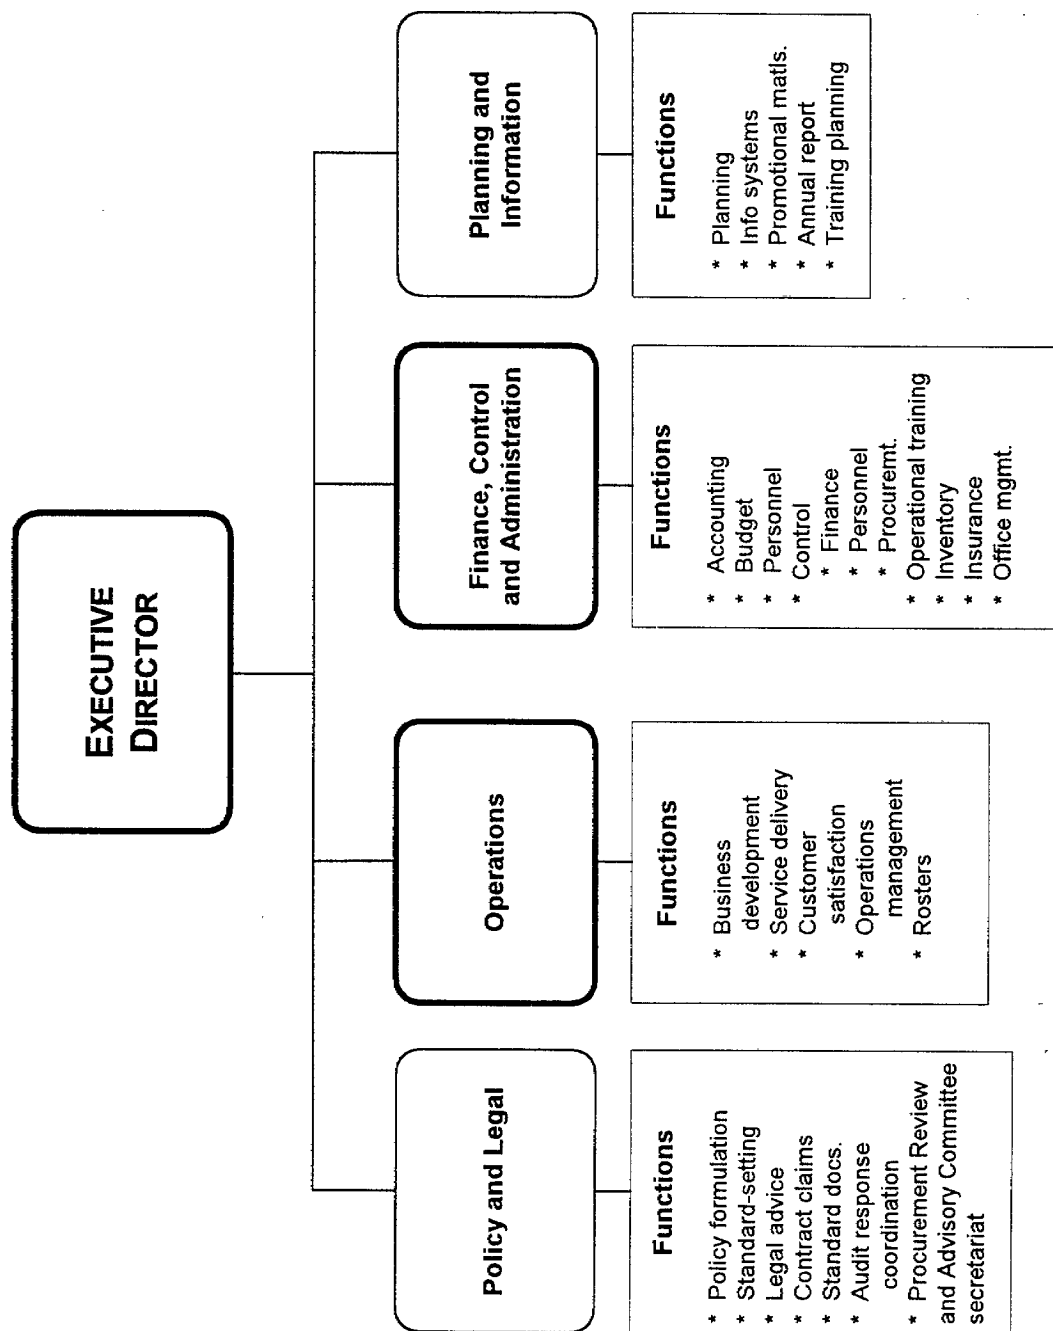 EXECUTIVE
DIRECTOR
Policy and Legal
Functions
* Policy formulation
* Standard-setting
* Legal advice
* Contract claims
* Standard docs.
* Audit response
coordination
* Procurement Review
and Advisory Committee
secretariat
Operations
Functions
* Business
development
* Service delivery
* Customer
satisfaction
* Operations
management
* Rosters
Finance, Control
and Administration
Functions
* Accounting
* Budget
* Personnel
* Control
* Finance
* Personnel
* Procuremt.
* Operational training
* Inventory
* Insurance
* Office mgmt.
Planning and
Information
Functions
* Planning
* Info systems
* Promotional matls.
* Annual report
* Training planning